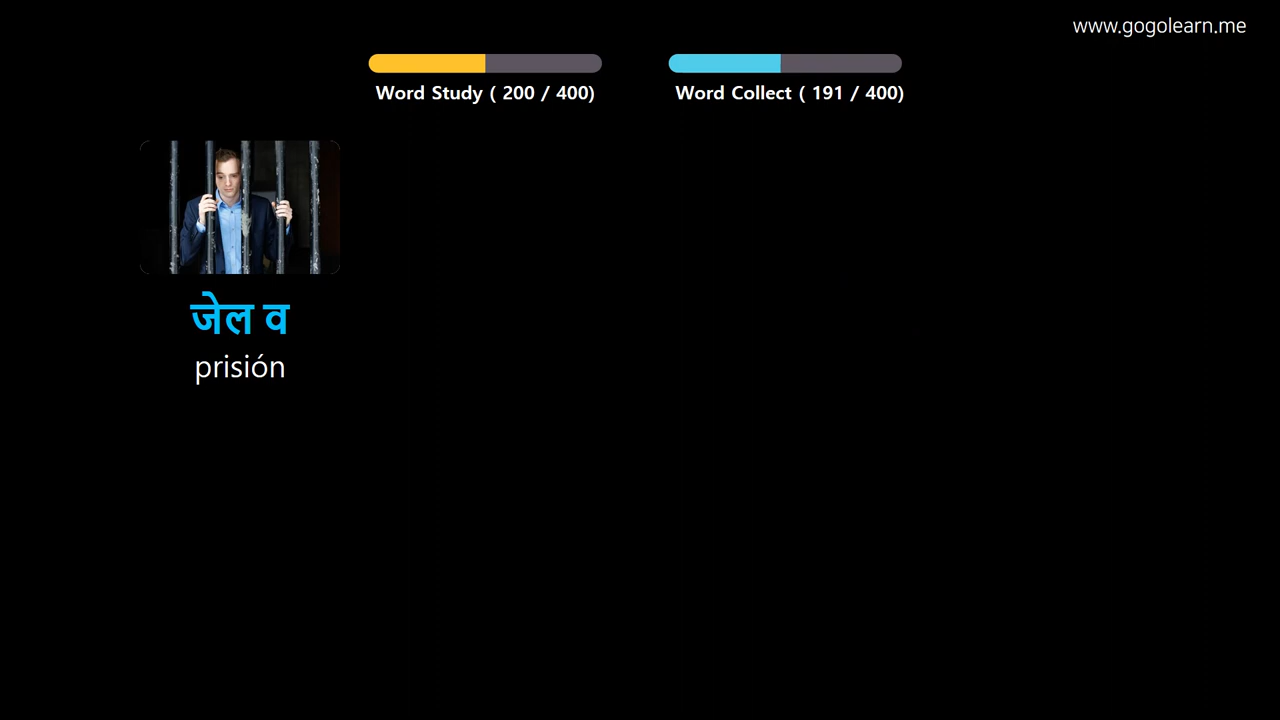 www.gogolearn.me
Word Study ( 200 / 400)
Word Collect ( 191 / 400)
जेल व
prisión